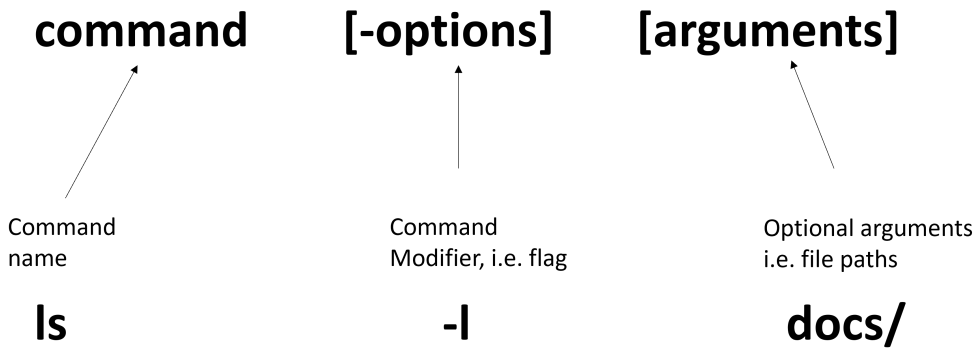 command [-options] [arguments]
Command
name
Command
Modifier, i.e. flag
Optional arguments
i.e. file paths
ls -l docs/